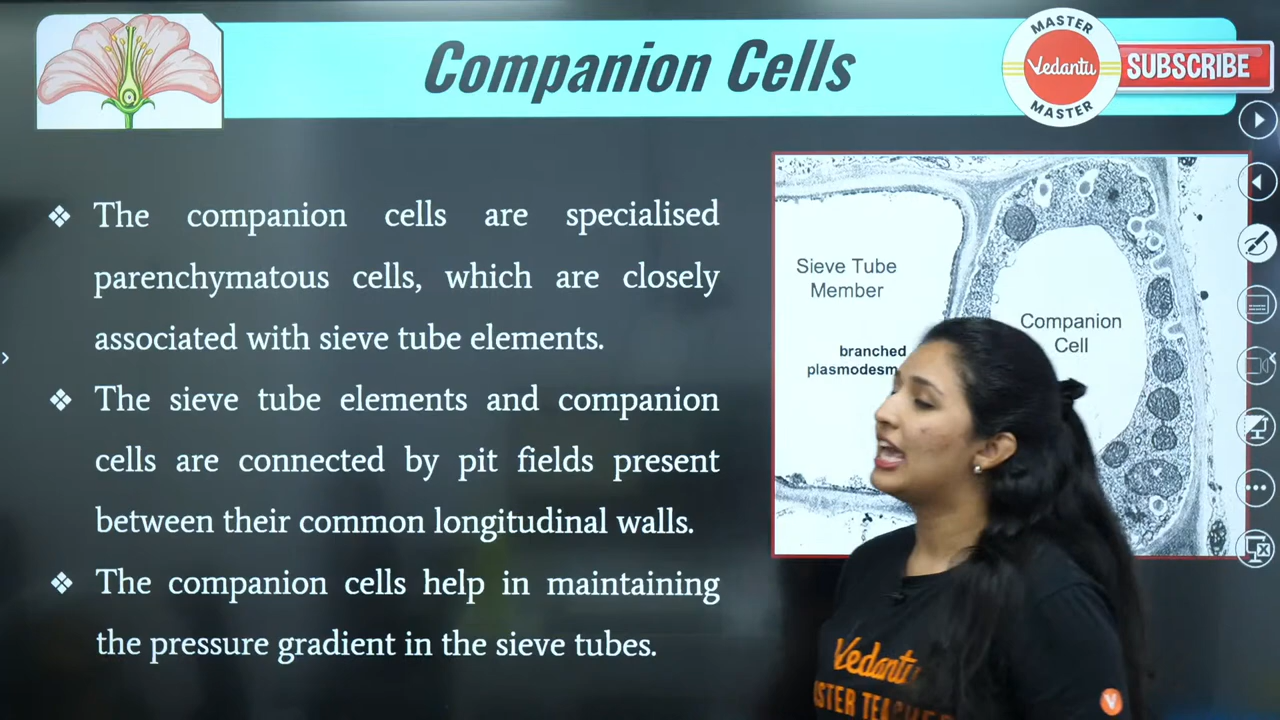 Companion Cells
MASTER
Vedantu
MASTER
SUBSCRIBE
❖ The companion cells are specialised
parenchymatous cells, which are closely
associated with sieve tube elements.
❖ The sieve tube elements and companion
cells are connected by pit fields present
between their common longitudinal walls.
❖ The companion cells help in maintaining
the pressure gradient in the sieve tubes.
Sieve Tube
Member
branched
Companion
Cell
Vedantu
V